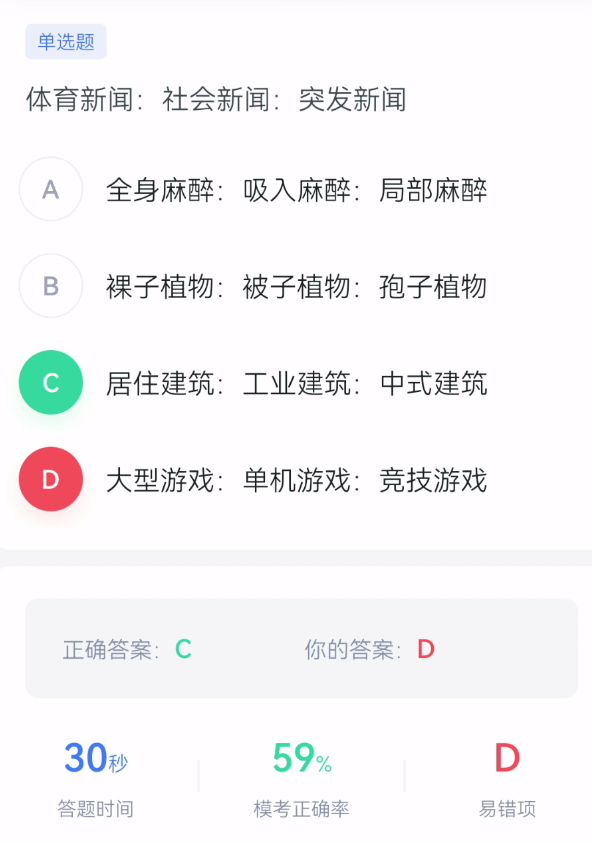 单选题
体育新闻：社会新闻：突发新闻
A 全身麻醉：吸入麻醉：局部麻醉
B 裸子植物：被子植物：孢子植物
C 居住建筑：工业建筑：中式建筑
D 大型游戏：单机游戏：竞技游戏
正确答案：C 你的答案：D
30秒 59% D
答题时间 模考正确率 易错项